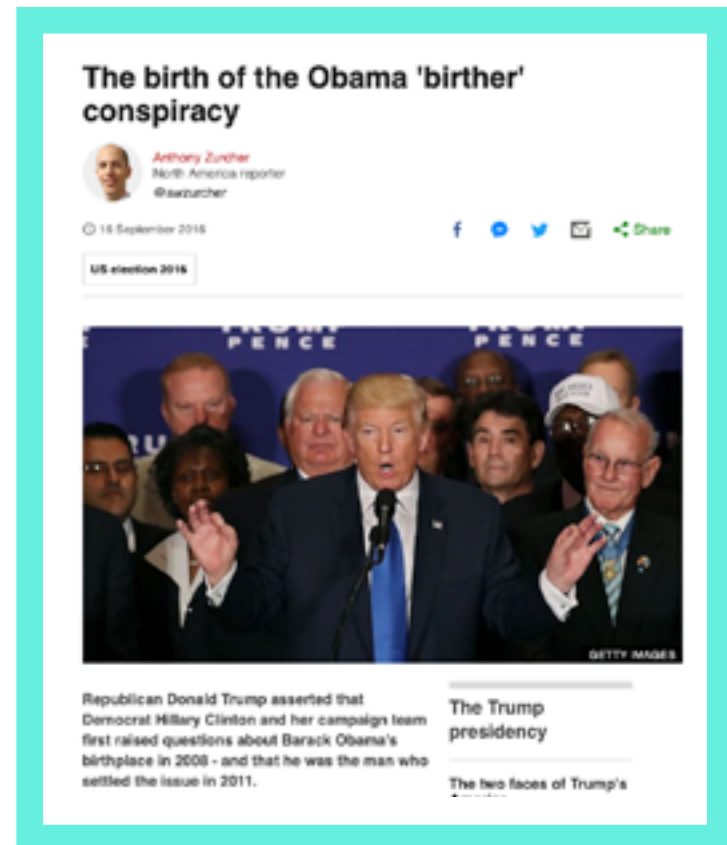 The birth of the Obama 'birther'
conspiracy
Anthony Zurcher
North America reporter
@awzurcher
16 September 2016
Share
US election 2016
TRUMP TRUMP
PENCE PENCE
Republican Donald Trump asserted that
Democrat Hillary Clinton and her campaign team
first raised questions about Barack Obama's
birthplace in 2008 - and that he was the man who
settled the issue in 2011.
GETTY IMAGES
The Trump
presidency
The two faces of Trump's